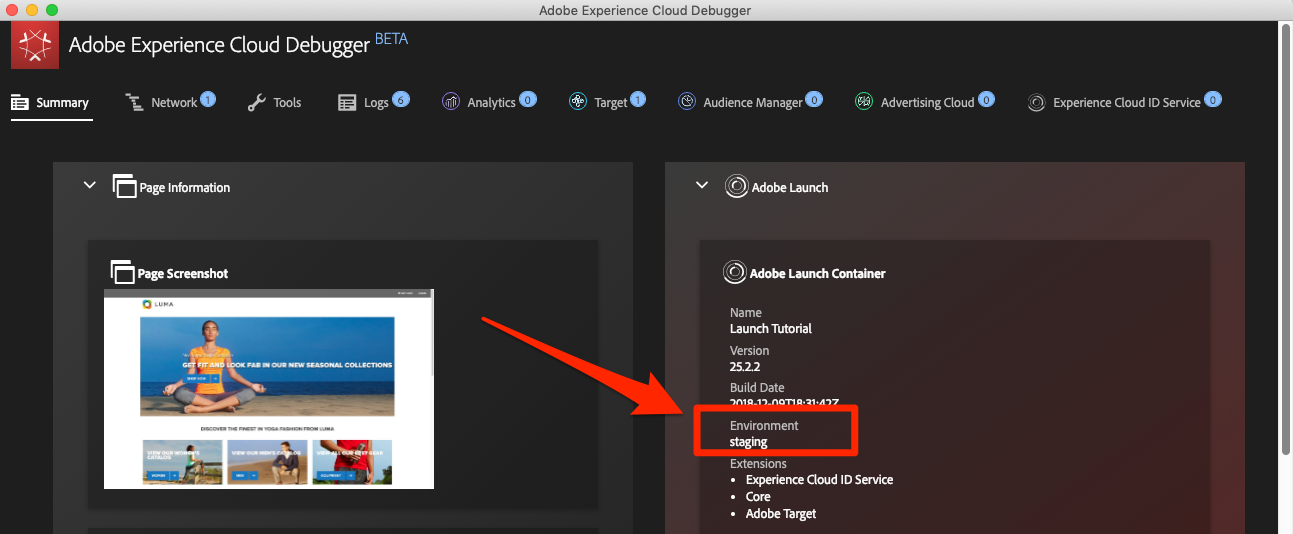 Adobe Experience Cloud Debugger
Adobe Experience Cloud Debugger BETA
Summary
Network 1
Tools
Logs 6
Analytics 0
Target 1
Audience Manager 0
Advertising Cloud 0
Experience Cloud ID Service 0
Page Information
Page Screenshot
LUMA
GET FIT AND LOOK FAB IN OUR NEW SEASONAL COLLECTIONS
SHOP NOW
DISCOVER THE FINEST IN YOGA FASHION FROM LUMA
VIEW OUR WOMEN'S
CATALOG
WOMEN
VIEW OUR MEN'S CATALOG
MEN
VIEW ALL OUR BEST GEAR
Adobe Launch
Adobe Launch Container
Name
Launch Tutorial
Version
25.2.2
Build Date
2018-12-09T18:31:42Z
Environment
staging
Extensions
• Experience Cloud ID Service
• Core
• Adobe Target